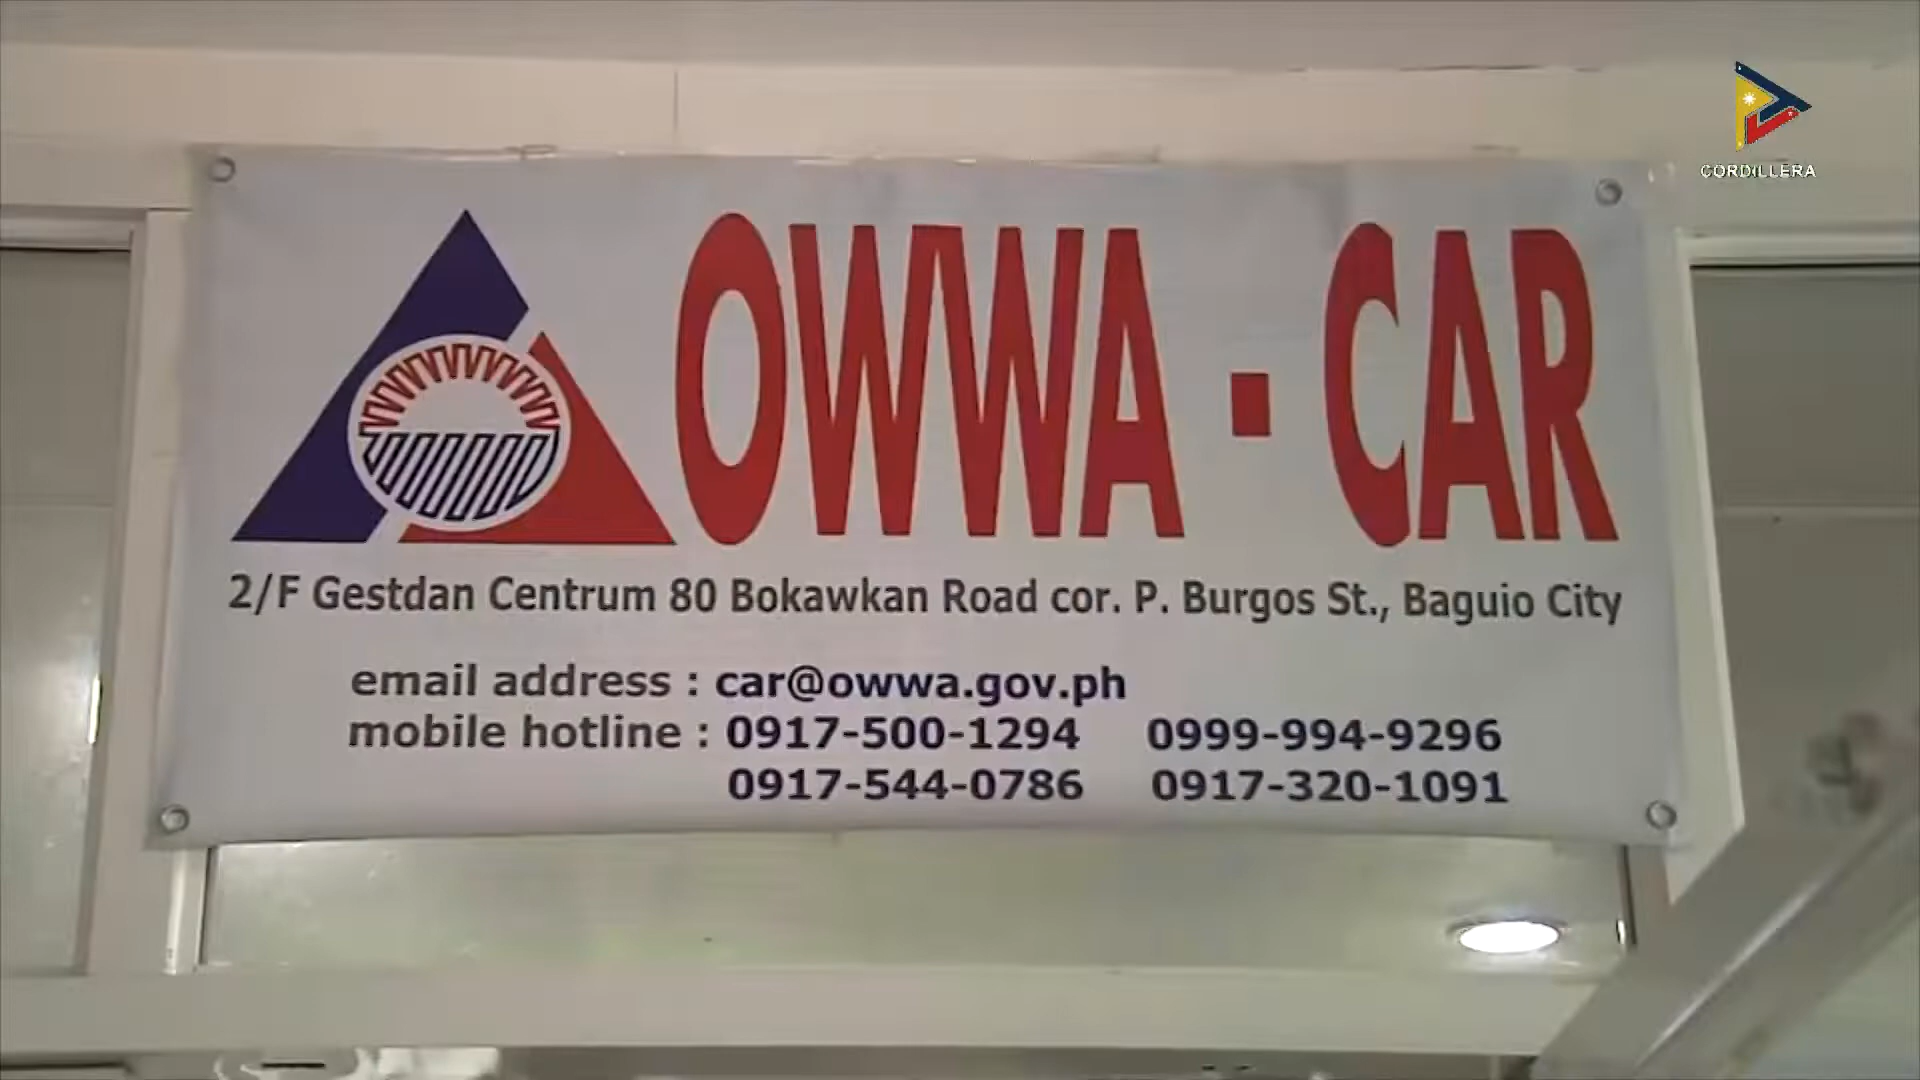 CORDILLERA
OWWA - CAR
2/F Gestdan Centrum 80 Bokawkan Road cor. P. Burgos St., Baguio City
email address : car@owwa.gov.ph
mobile hotline : 0917-500-1294 0999-994-9296
0917-544-0786 0917-320-1091